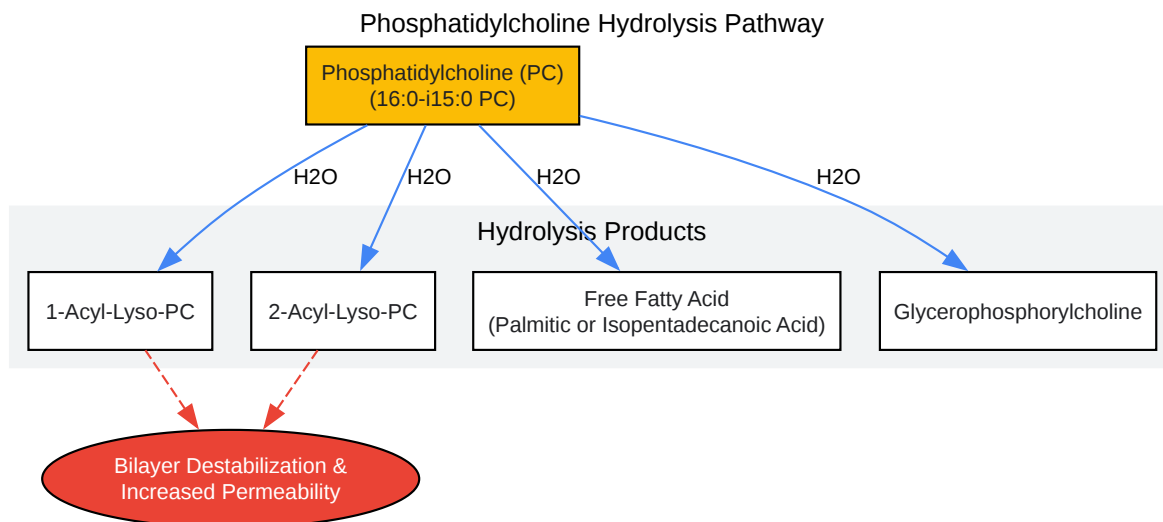 Phosphatidylcholine Hydrolysis Pathway
Phosphatidylcholine (PC)
(16:0-i15:0 PC)
H2O
H2O
H2O
H2O
Hydrolysis Products
1-Acyl-Lyso-PC
2-Acyl-Lyso-PC
Free Fatty Acid
(Palmitic or Isopentadecanoic Acid)
Glycerophosphorylcholine
Bilayer Destabilization &
Increased Permeability